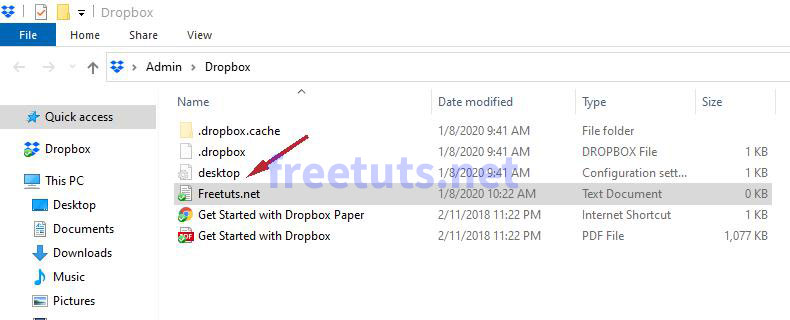 Dropbox
File Home Share View
Admin Dropbox
Name Date modified Type Size
Quick access
Dropbox
This PC
Desktop
Documents
Downloads
Music
Pictures
.dropbox.cache 1/8/2020 9:41 AM File folder
.dropbox 1/8/2020 9:41 AM DROPBOX File 1 KB
desktop 1/8/2020 9:41 AM Configuration sett... 1 KB
Freetuts.net 1/8/2020 10:22 AM Text Document 0 KB
Get Started with Dropbox Paper 2/11/2018 11:22 PM Internet Shortcut 1 KB
Get Started with Dropbox 2/11/2018 11:22 PM PDF File 1,077 KB
freetuts.net